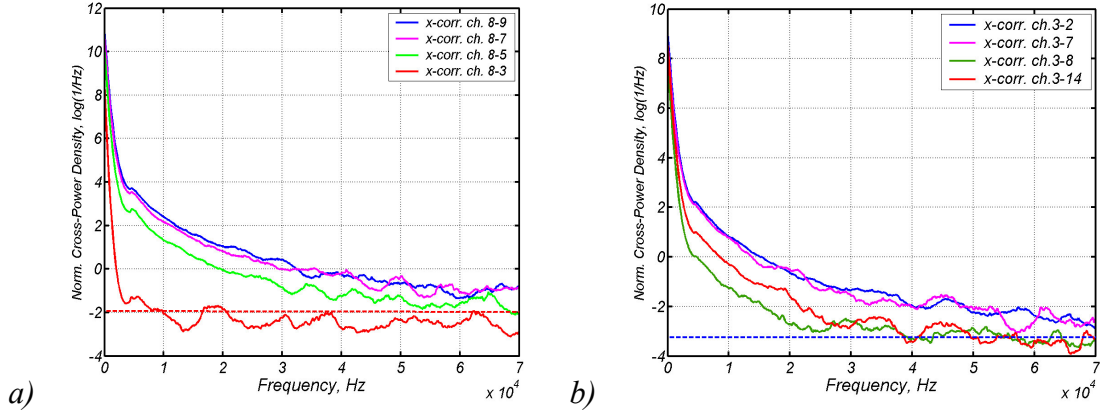 12
10
8
6
4
2
0
-2
-4
Norm. Cross-Power Density, log(1/Hz)
x-corr. ch. 8-9
x-corr. ch. 8-7
x-corr. ch. 8-5
x-corr. ch. 8-3
0 1 2 3 4 5 6 7
Frequency, Hz
x 10^4
a)
10
8
6
4
2
0
-2
-4
Norm. Cross-Power Density, log(1/Hz)
x-corr. ch.3-2
x-corr. ch.3-7
x-corr. ch.3-8
x-corr. ch.3-14
0 1 2 3 4 5 6 7
Frequency, Hz
x 10^4
b)